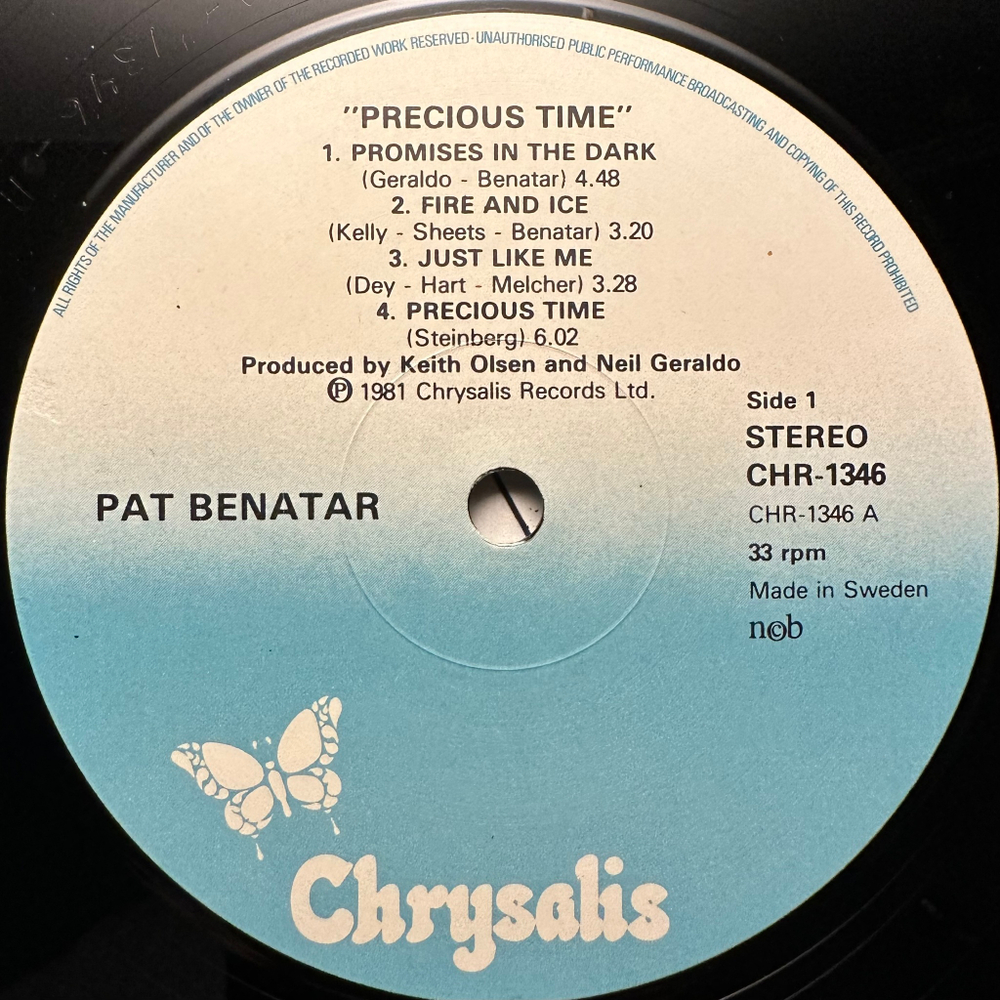 ALL RIGHTS OF THE MANUFACTURER AND OF THE OWNER OF THE RECORDED WORK RESERVED · UNAUTHORISED PUBLIC PERFORMANCE BROADCASTING AND COPYING OF THIS RECORD PROHIBITED
"PRECIOUS TIME"
1. PROMISES IN THE DARK
(Geraldo - Benatar) 4.48
2. FIRE AND ICE
(Kelly - Sheets - Benatar) 3.20
3. JUST LIKE ME
(Dey - Hart - Melcher) 3.28
4. PRECIOUS TIME
(Steinberg) 6.02
Produced by Keith Olsen and Neil Geraldo
Ⓟ 1981 Chrysalis Records Ltd.
Side 1
STEREO
CHR-1346
CHR-1346 A
33 rpm
Made in Sweden
n©b
PAT BENATAR
Chrysalis